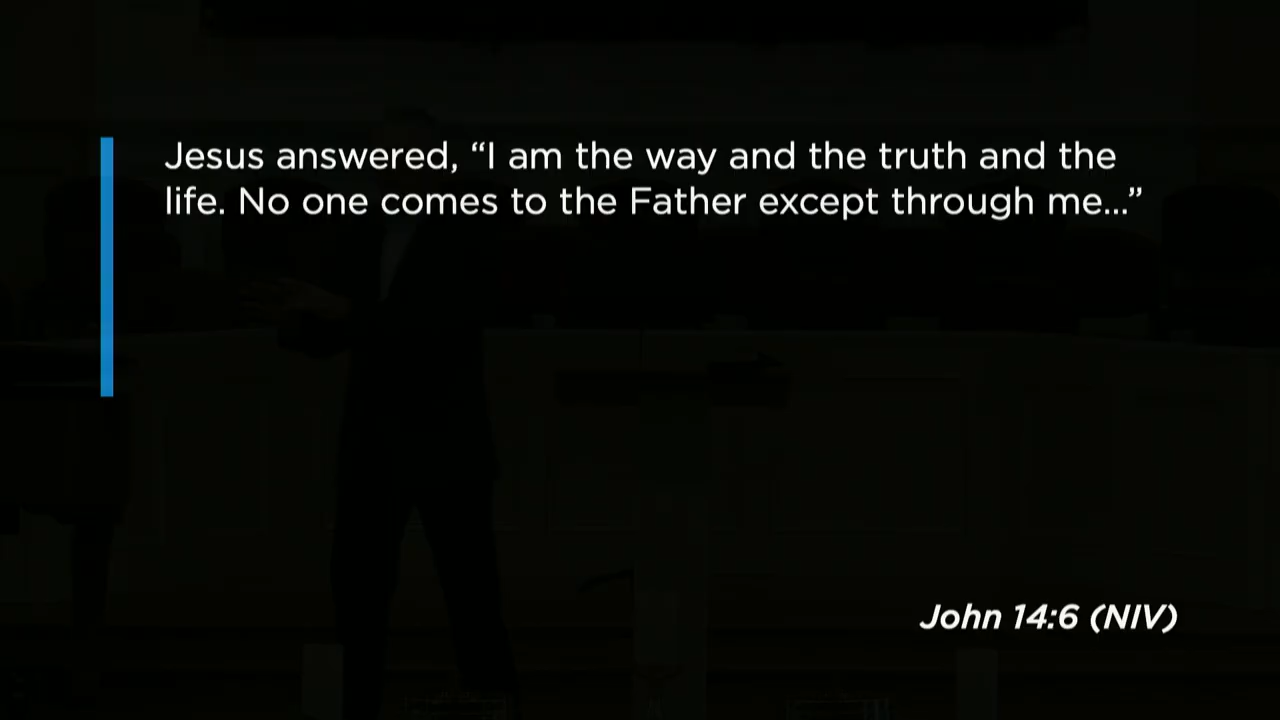 Jesus answered, “I am the way and the truth and the
life. No one comes to the Father except through me...”
John 14:6 (NIV)